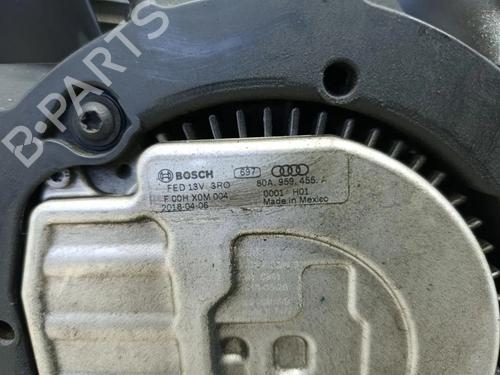 B-PARTS
BOSCH 697
FED 13V 3RO 80A.959.455.A
F 00H X0M 004 0001 H01
2018-04-06 Made in Mexico